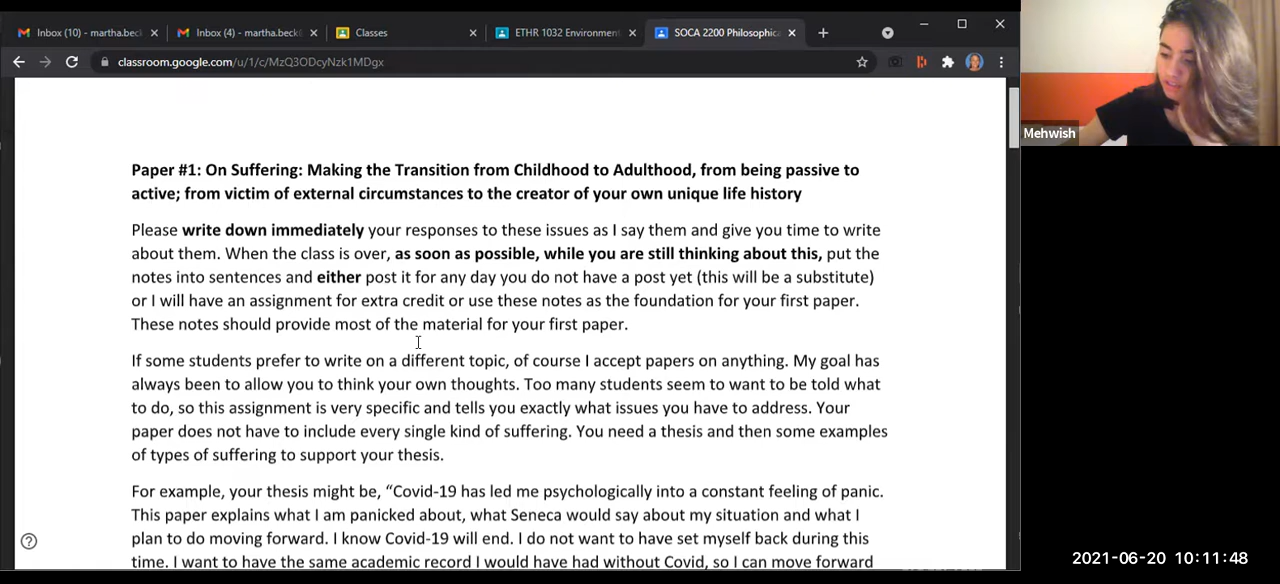 Inbox (10) - martha.bec
Inbox (4) - martha.beck
Classes
ETHR 1032 Environmen
SOCA 2200 Philosophic
classroom.google.com/u/1/c/MzQ3ODcyNzk1MDgx
Mehwish
Paper #1: On Suffering: Making the Transition from Childhood to Adulthood, from being passive to
active; from victim of external circumstances to the creator of your own unique life history
Please write down immediately your responses to these issues as I say them and give you time to write
about them. When the class is over, as soon as possible, while you are still thinking about this, put the
notes into sentences and either post it for any day you do not have a post yet (this will be a substitute)
or I will have an assignment for extra credit or use these notes as the foundation for your first paper.
These notes should provide most of the material for your first paper.
If some students prefer to write on a different topic, of course I accept papers on anything. My goal has
always been to allow you to think your own thoughts. Too many students seem to want to be told what
to do, so this assignment is very specific and tells you exactly what issues you have to address. Your
paper does not have to include every single kind of suffering. You need a thesis and then some examples
of types of suffering to support your thesis.
For example, your thesis might be, “Covid-19 has led me psychologically into a constant feeling of panic.
This paper explains what I am panicked about, what Seneca would say about my situation and what I
plan to do moving forward. I know Covid-19 will end. I do not want to have set myself back during this
time. I want to have the same academic record I would have had without Covid, so I can move forward
2021-06-20 10:11:48